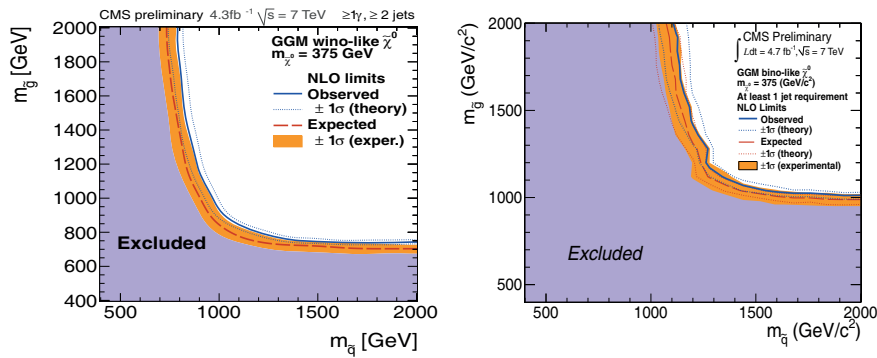 CMS preliminary 4.3fb⁻¹ √s = 7 TeV ≥1γ, ≥ 2 jets
GGM wino-like χ̃⁰
m_χ̃⁰ = 375 GeV
NLO limits
Observed
± 1σ (theory)
Expected
± 1σ (exper.)
Excluded
m_g̃ [GeV]
2000
1800
1600
1400
1200
1000
800
600
400
500
1000
1500
2000
m_q̃ [GeV]
CMS Preliminary
∫ Ldt = 4.7 fb⁻¹, √s = 7 TeV
GGM bino-like χ̃⁰
m_χ̃⁰ = 375 (GeV/c²)
At least 1 jet requirement
NLO Limits
Observed
±1σ (theory)
Expected
±1σ (theory)
±1σ (experimental)
Excluded
m_g̃ (GeV/c²)
2000
1500
1000
500
500
1000
1500
2000
m_q̃ (GeV/c²)